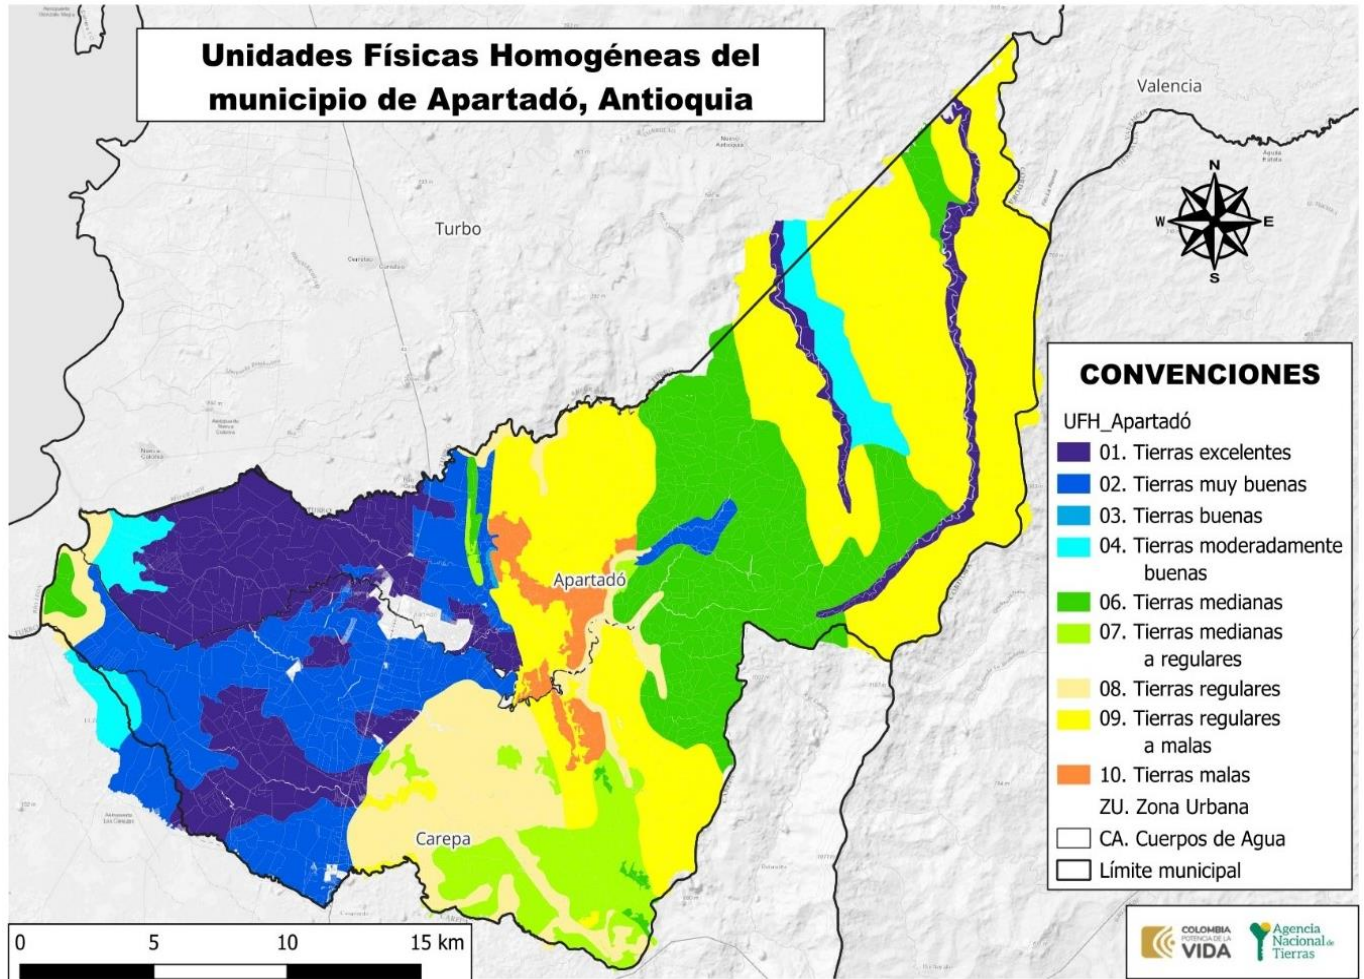 Unidades Físicas Homogéneas del
municipio de Apartadó, Antioquia
Valencia
N
W
E
S
Turbo
Apartadó
Carepa
CONVENCIONES
UFH_Apartadó
01. Tierras excelentes
02. Tierras muy buenas
03. Tierras buenas
04. Tierras moderadamente
buenas
06. Tierras medianas
07. Tierras medianas
a regulares
08. Tierras regulares
09. Tierras regulares
a malas
10. Tierras malas
ZU. Zona Urbana
CA. Cuerpos de Agua
Límite municipal
0 5 10 15 km
COLOMBIA
POTENCIA DE LA
VIDA
Agencia
Nacional de
Tierras